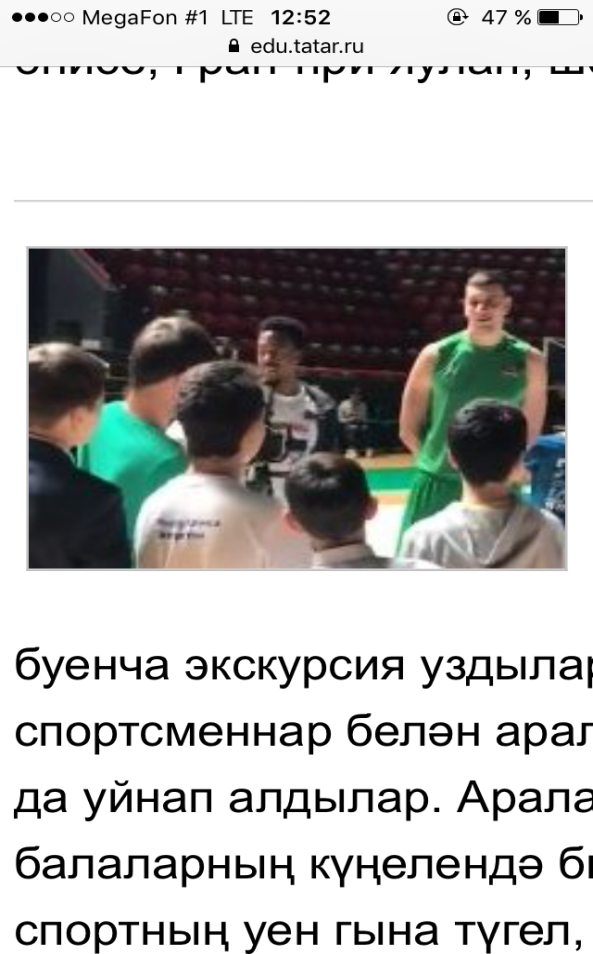 MegaFon #1 LTE 12:52 47 %
edu.tatar.ru
буенча экскурсия уздылар
спортсменнар белән арал
да уйнап алдылар. Арала
балаларның күңелендә б
спортның уен гына түгел,